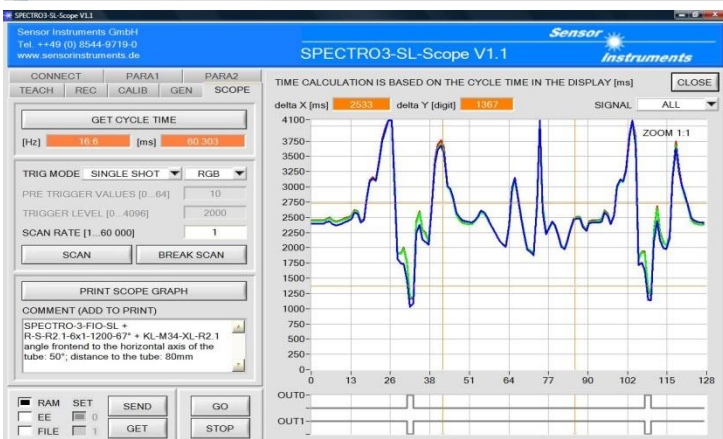 SPECTRO3-SL-Scope V1.1
Sensor Instruments GmbH
Tel. ++49 (0) 8544-9719-0
www.sensorinstruments.de
SPECTRO3-SL-Scope V1.1
Sensor
Instruments
CONNECT PARA1 PARA2
TEACH REC CALIB GEN SCOPE
GET CYCLE TIME
[Hz] 16.6 [ms] 60.303
TRIG MODE SINGLE SHOT RGB
PRE TRIGGER VALUES [0...64] 10
TRIGGER LEVEL [0...4096] 2000
SCAN RATE [1...60 000] 1
SCAN BREAK SCAN
PRINT SCOPE GRAPH
COMMENT (ADD TO PRINT)
SPECTRO-3-FIO-SL +
R-S-R2.1-6x1-1200-67° + KL-M34-XL-R2.1
angle frontend to the horizontal axis of the
tube: 50°; distance to the tube: 80mm
RAM SET SEND GO
EE 0
FILE 1 GET STOP
TIME CALCULATION IS BASED ON THE CYCLE TIME IN THE DISPLAY [ms] CLOSE
delta X [ms] 2533 delta Y [digit] 1367 SIGNAL ALL
ZOOM 1:1
4100
3750
3500
3250
3000
2750
2500
2250
2000
1750
1500
1250
1000
750
500
250
0
0 13 26 38 51 64 77 90 102 115 128
OUT0
OUT1